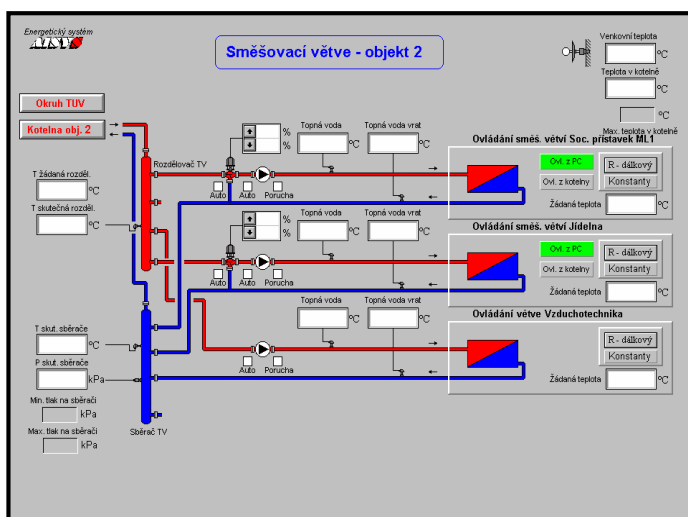 Energetický systém
Směšovací větve - objekt 2
Venkovní teplota
°C
Teplota v kotelně
°C
°C
Max. teplota v kotelně
Okruh TUV
Kotelna obj. 2
Rozdělovač TV
T žádaná rozděl.
°C
T skutečná rozděl.
°C
%
%
Topná voda
°C
Topná voda vrat
°C
Auto
Auto
Porucha
Ovládání směš. větví Soc. přístavek ML1
Ovl. z PC
Ovl. z kotelny
R - dálkový
Konstanty
Žádaná teplota
°C
%
%
Topná voda
°C
Topná voda vrat
°C
Auto
Auto
Porucha
Ovládání směš. větví Jídelna
Ovl. z PC
Ovl. z kotelny
R - dálkový
Konstanty
Žádaná teplota
°C
Topná voda
°C
Topná voda vrat
°C
Auto
Porucha
Ovládání větve Vzduchotechnika
R - dálkový
Konstanty
Žádaná teplota
°C
T skut. sběrače
°C
P skut. sběrače
kPa
Min. tlak na sběrači
kPa
Max. tlak na sběrači
kPa
Sběrač TV